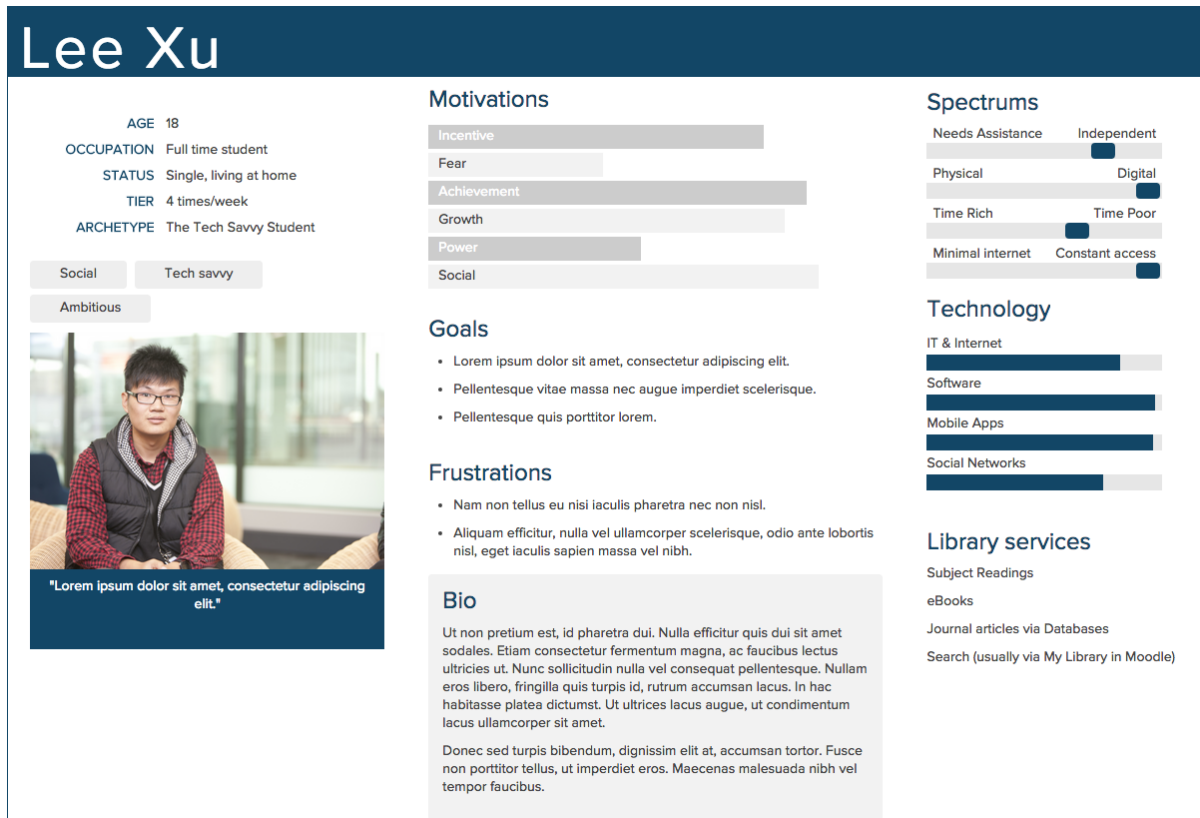 Lee Xu
AGE 18
OCCUPATION Full time student
STATUS Single, living at home
TIER 4 times/week
ARCHETYPE The Tech Savvy Student
Social Tech savvy
Ambitious
"Lorem ipsum dolor sit amet, consectetur adipiscing
elit."
Motivations
Incentive
Fear
Achievement
Growth
Power
Social
Goals
• Lorem ipsum dolor sit amet, consectetur adipiscing elit.
• Pellentesque vitae massa nec augue imperdiet scelerisque.
• Pellentesque quis porttitor lorem.
Frustrations
• Nam non tellus eu nisi iaculis pharetra nec non nisl.
• Aliquam efficitur, nulla vel ullamcorper scelerisque, odio ante lobortis
nisl, eget iaculis sapien massa vel nibh.
Bio
Ut non pretium est, id pharetra dui. Nulla efficitur quis dui sit amet
sodales. Etiam consectetur fermentum magna, ac faucibus lectus
ultricies ut. Nunc sollicitudin nulla vel consequat pellentesque. Nullam
eros libero, fringilla quis turpis id, rutrum accumsan lacus. In hac
habitasse platea dictumst. Ut ultrices lacus augue, ut condimentum
lacus ullamcorper sit amet.
Donec sed turpis bibendum, dignissim elit at, accumsan tortor. Fusce
non porttitor tellus, ut imperdiet eros. Maecenas malesuada nibh vel
tempor faucibus.
Spectrums
Needs Assistance Independent
Physical Digital
Time Rich Time Poor
Minimal internet Constant access
Technology
IT & Internet
Software
Mobile Apps
Social Networks
Library services
Subject Readings
eBooks
Journal articles via Databases
Search (usually via My Library in Moodle)